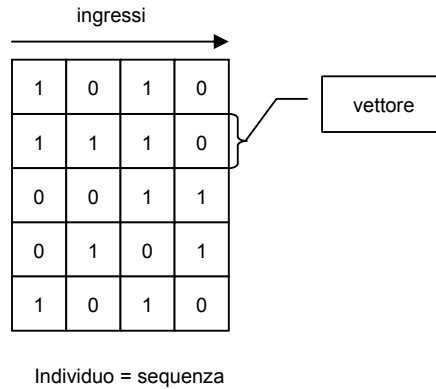 ingressi
1 0 1 0
1 1 1 0
vettore
0 0 1 1
0 1 0 1
1 0 1 0
Individuo = sequenza